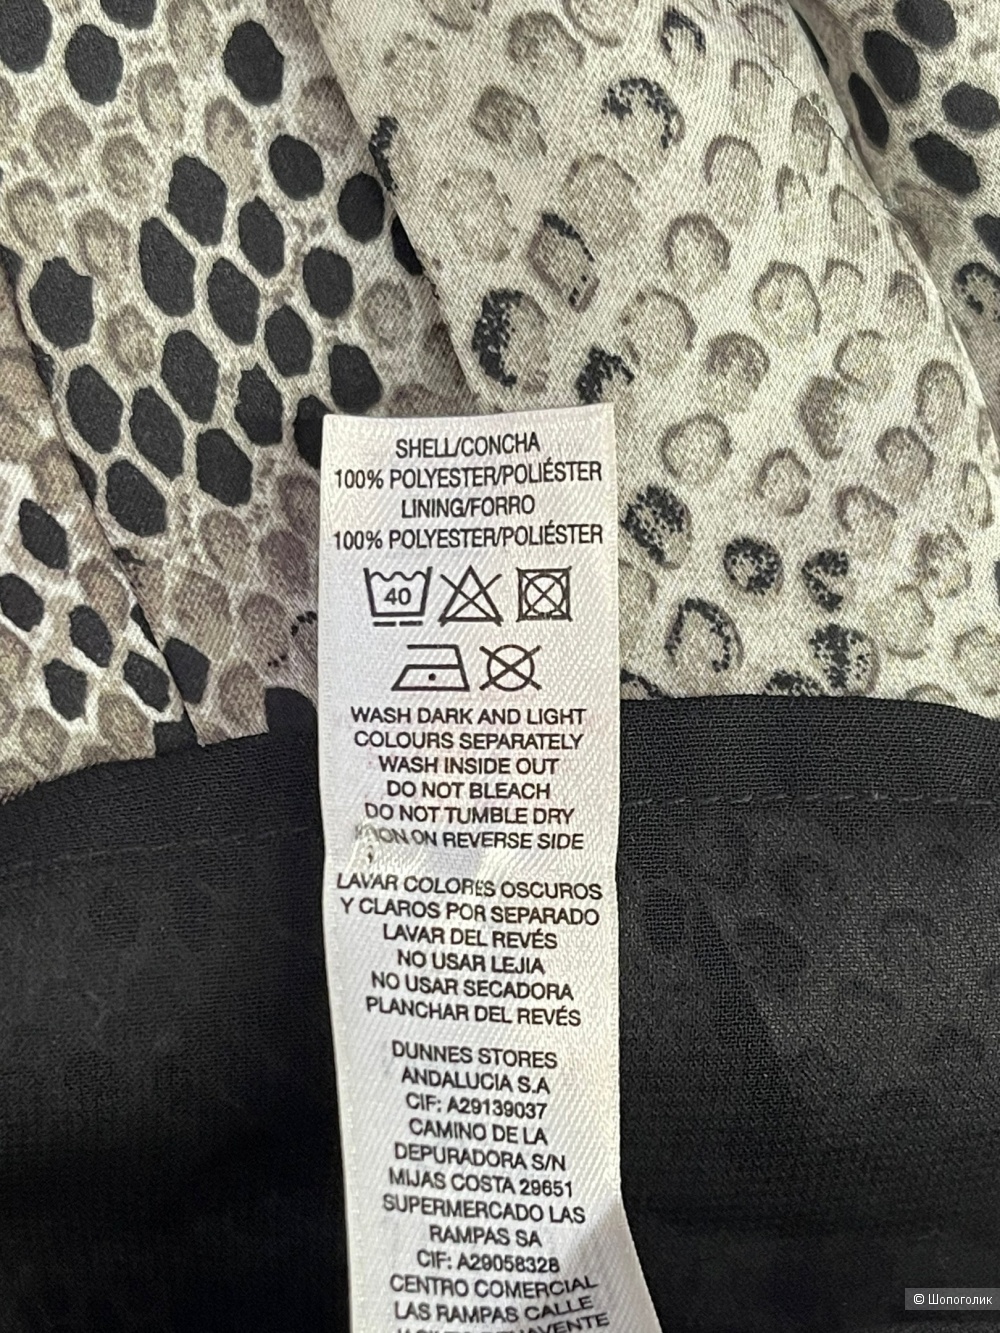 SHELL/CONCHA
100% POLYESTER/POLIÉSTER
LINING/FORRO
100% POLYESTER/POLIÉSTER
40
WASH DARK AND LIGHT
COLOURS SEPARATELY
WASH INSIDE OUT
DO NOT BLEACH
DO NOT TUMBLE DRY
IRON ON REVERSE SIDE
LAVAR COLORES OSCUROS
Y CLAROS POR SEPARADO
LAVAR DEL REVÉS
NO USAR LEJIA
NO USAR SECADORA
PLANCHAR DEL REVÉS
DUNNES STORES
ANDALUCIA S.A
CIF: A29139037
CAMINO DE LA
DEPURADORA S/N
MIJAS COSTA 29651
SUPERMERCADO LAS
RAMPAS SA
CIF: A29058328
CENTRO COMERCIAL
LAS RAMPAS CALLE
© Шопоголик